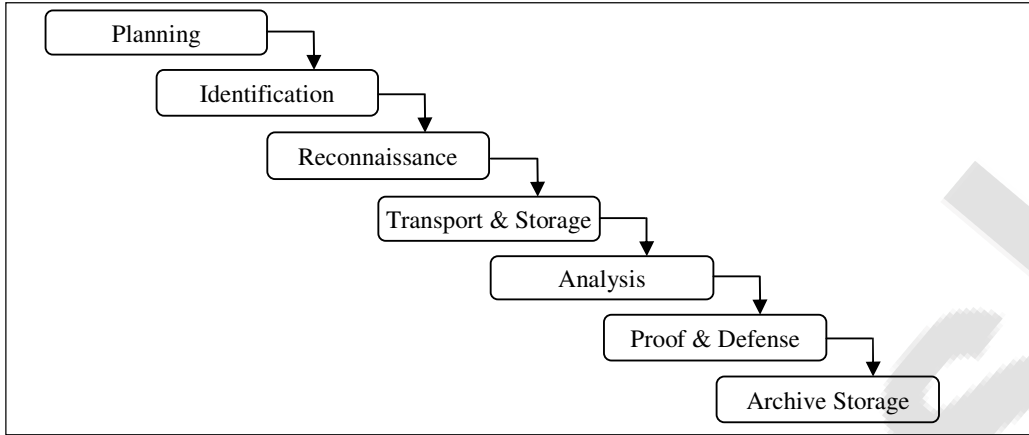 Planning
Identification
Reconnaissance
Transport & Storage
Analysis
Proof & Defense
Archive Storage